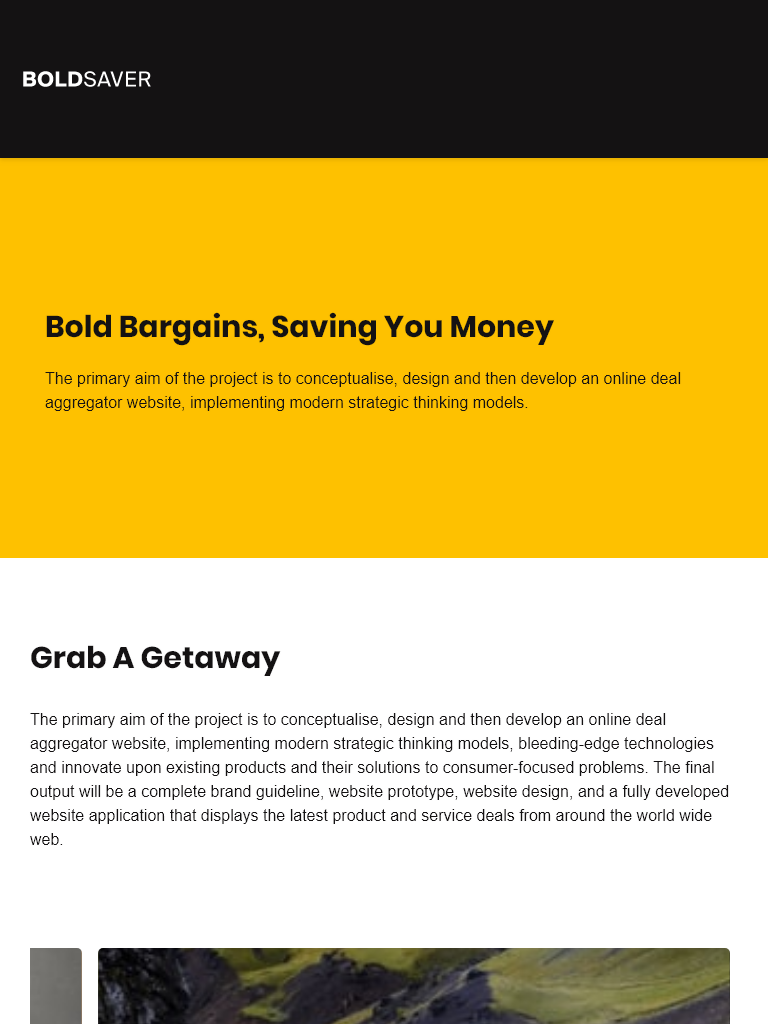 BOLDSAVER
Bold Bargains, Saving You Money
The primary aim of the project is to conceptualise, design and then develop an online deal
aggregator website, implementing modern strategic thinking models.
Grab A Getaway
The primary aim of the project is to conceptualise, design and then develop an online deal
aggregator website, implementing modern strategic thinking models, bleeding-edge technologies
and innovate upon existing products and their solutions to consumer-focused problems. The final
output will be a complete brand guideline, website prototype, website design, and a fully developed
website application that displays the latest product and service deals from around the world wide
web.